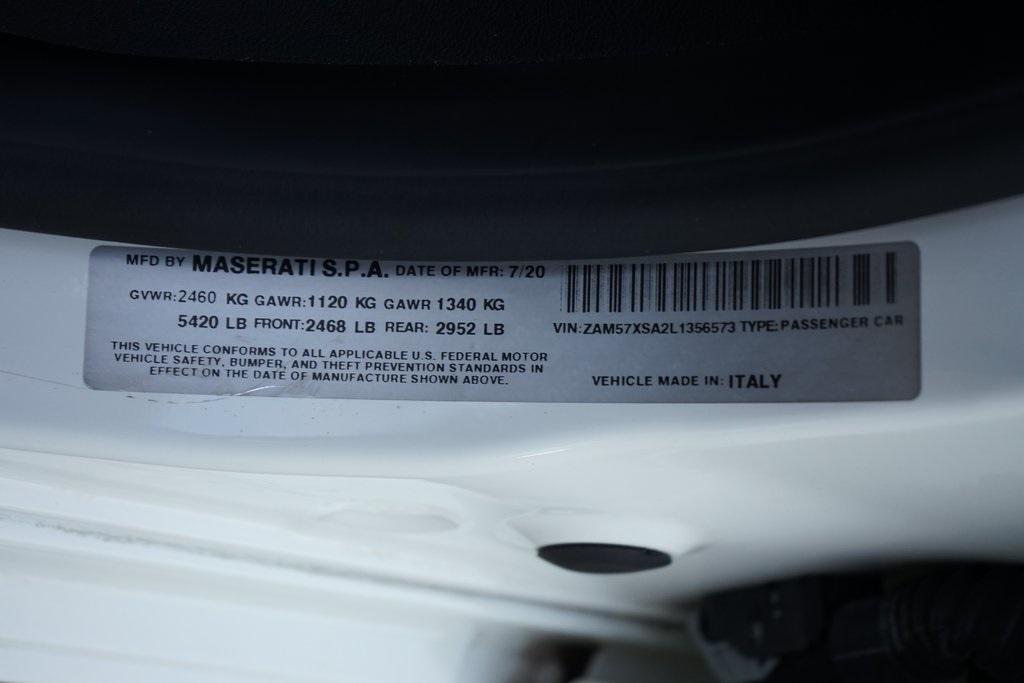 MFD BY MASERATI S.P.A. DATE OF MFR: 7/20
GVWR:2460 KG GAWR:1120 KG GAWR 1340 KG
5420 LB FRONT:2468 LB REAR: 2952 LB
THIS VEHICLE CONFORMS TO ALL APPLICABLE U.S. FEDERAL MOTOR
VEHICLE SAFETY, BUMPER, AND THEFT PREVENTION STANDARDS IN
EFFECT ON THE DATE OF MANUFACTURE SHOWN ABOVE.
VIN:ZAM57XSA2L1356573 TYPE:PASSENGER CAR
VEHICLE MADE IN: ITALY